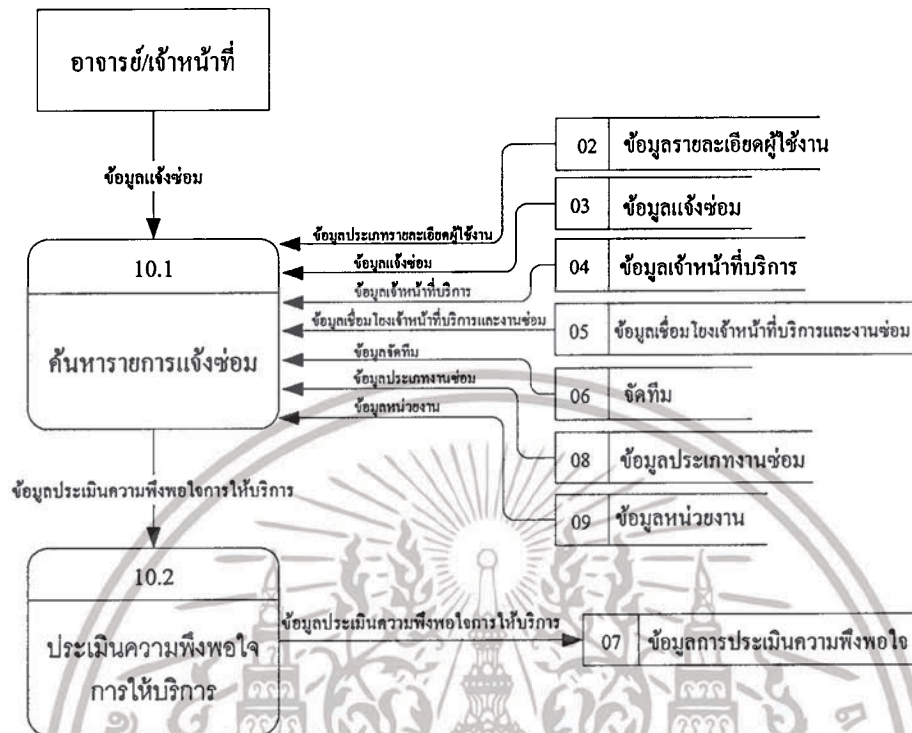 อาจารย์/เจ้าหน้าที่
ข้อมูลแจ้งซ่อม
02 ข้อมูลรายละเอียดผู้ใช้งาน
03 ข้อมูลแจ้งซ่อม
04 ข้อมูลเจ้าหน้าที่บริการ
05 ข้อมูลเชื่อมโยงเจ้าหน้าที่บริการและงานซ่อม
06 จัดทีม
08 ข้อมูลประเภทงานซ่อม
09 ข้อมูลหน่วยงาน
ข้อมูลประเภทรายละเอียดผู้ใช้งาน
ข้อมูลแจ้งซ่อม
ข้อมูลเจ้าหน้าที่บริการ
ข้อมูลเชื่อมโยงเจ้าหน้าที่บริการและงานซ่อม
ข้อมูลจัดทีม
ข้อมูลประเภทงานซ่อม
ข้อมูลหน่วยงาน
10.1
ค้นหารายการแจ้งซ่อม
ข้อมูลประเมินความพึงพอใจการให้บริการ
10.2
ประเมินความพึงพอใจ
การให้บริการ
ข้อมูลประเมินความพึงพอใจการให้บริการ
07 ข้อมูลการประเมินความพึงพอใจ